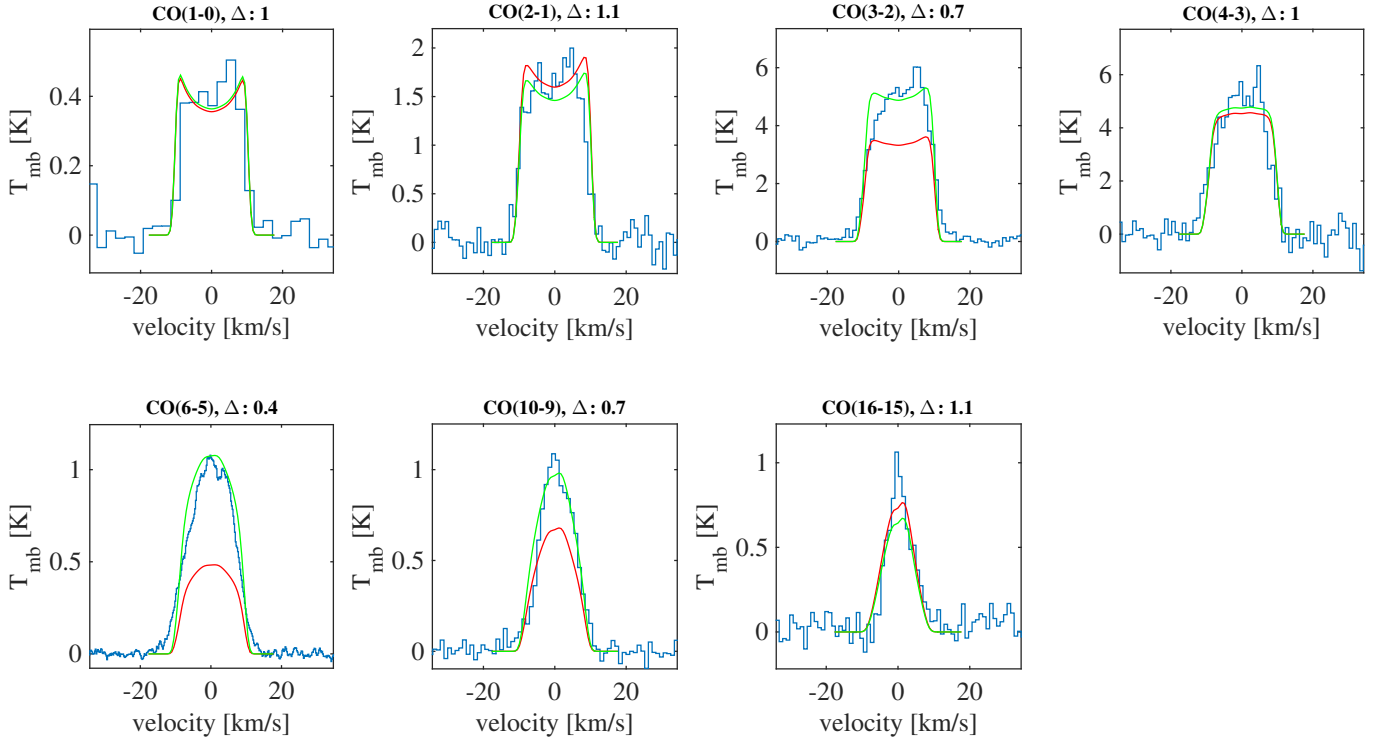 CO(1-0), Δ: 1
T_mb [K]
0.4
0.2
0
-20 0 20
velocity [km/s]
CO(2-1), Δ: 1.1
T_mb [K]
2
1.5
1
0.5
0
-20 0 20
velocity [km/s]
CO(3-2), Δ: 0.7
T_mb [K]
6
4
2
0
-20 0 20
velocity [km/s]
CO(4-3), Δ: 1
T_mb [K]
6
4
2
0
-20 0 20
velocity [km/s]
CO(6-5), Δ: 0.4
T_mb [K]
1
0.5
0
-20 0 20
velocity [km/s]
CO(10-9), Δ: 0.7
T_mb [K]
1
0.5
0
-20 0 20
velocity [km/s]
CO(16-15), Δ: 1.1
T_mb [K]
1
0.5
0
-20 0 20
velocity [km/s]